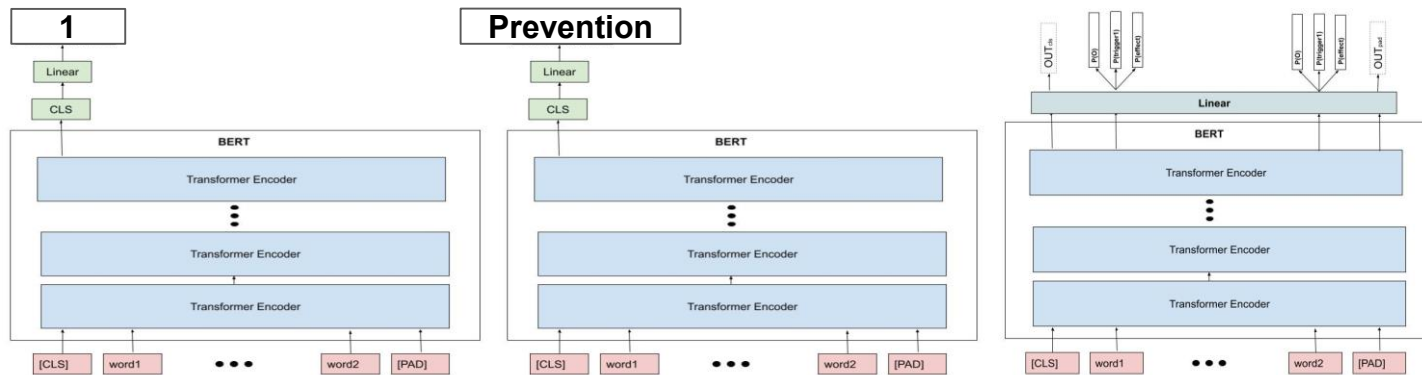 1
Linear
CLS
BERT
Transformer Encoder
Transformer Encoder
Transformer Encoder
[CLS] word1 word2 [PAD]
Prevention
Linear
CLS
BERT
Transformer Encoder
Transformer Encoder
Transformer Encoder
[CLS] word1 word2 [PAD]
OUTcls P(O) P(trigger1) P(effect) P(O) P(trigger1) P(effect) OUTpad
Linear
BERT
Transformer Encoder
Transformer Encoder
Transformer Encoder
[CLS] word1 word2 [PAD]